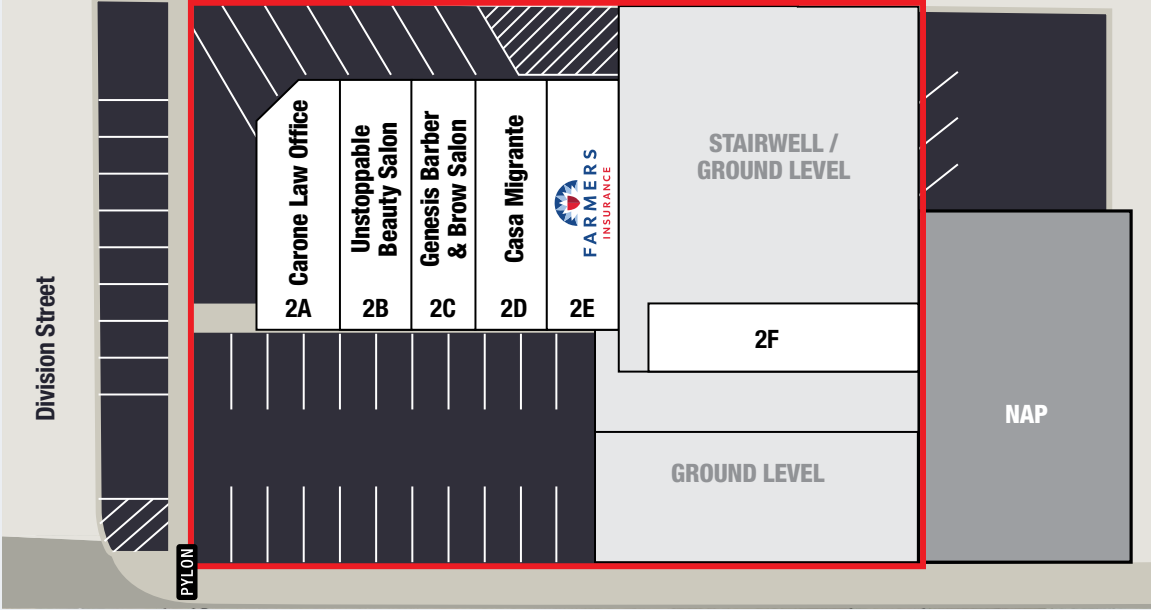 Division Street
PYLON
Carone Law Office
2A
Unstoppable
Beauty Salon
2B
Genesis Barber
& Brow Salon
2C
Casa Migrante
2D
FARMERS
INSURANCE
2E
STAIRWELL /
GROUND LEVEL
2F
GROUND LEVEL
NAP